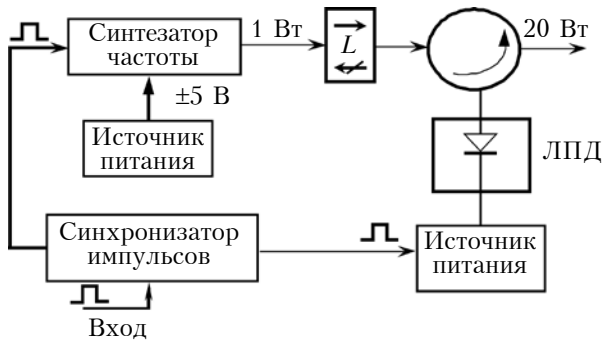 Синтезатор
частоты
1 Вт
L
20 Вт
±5 В
Источник
питания
ЛПД
Синхронизатор
импульсов
Источник
питания
Вход